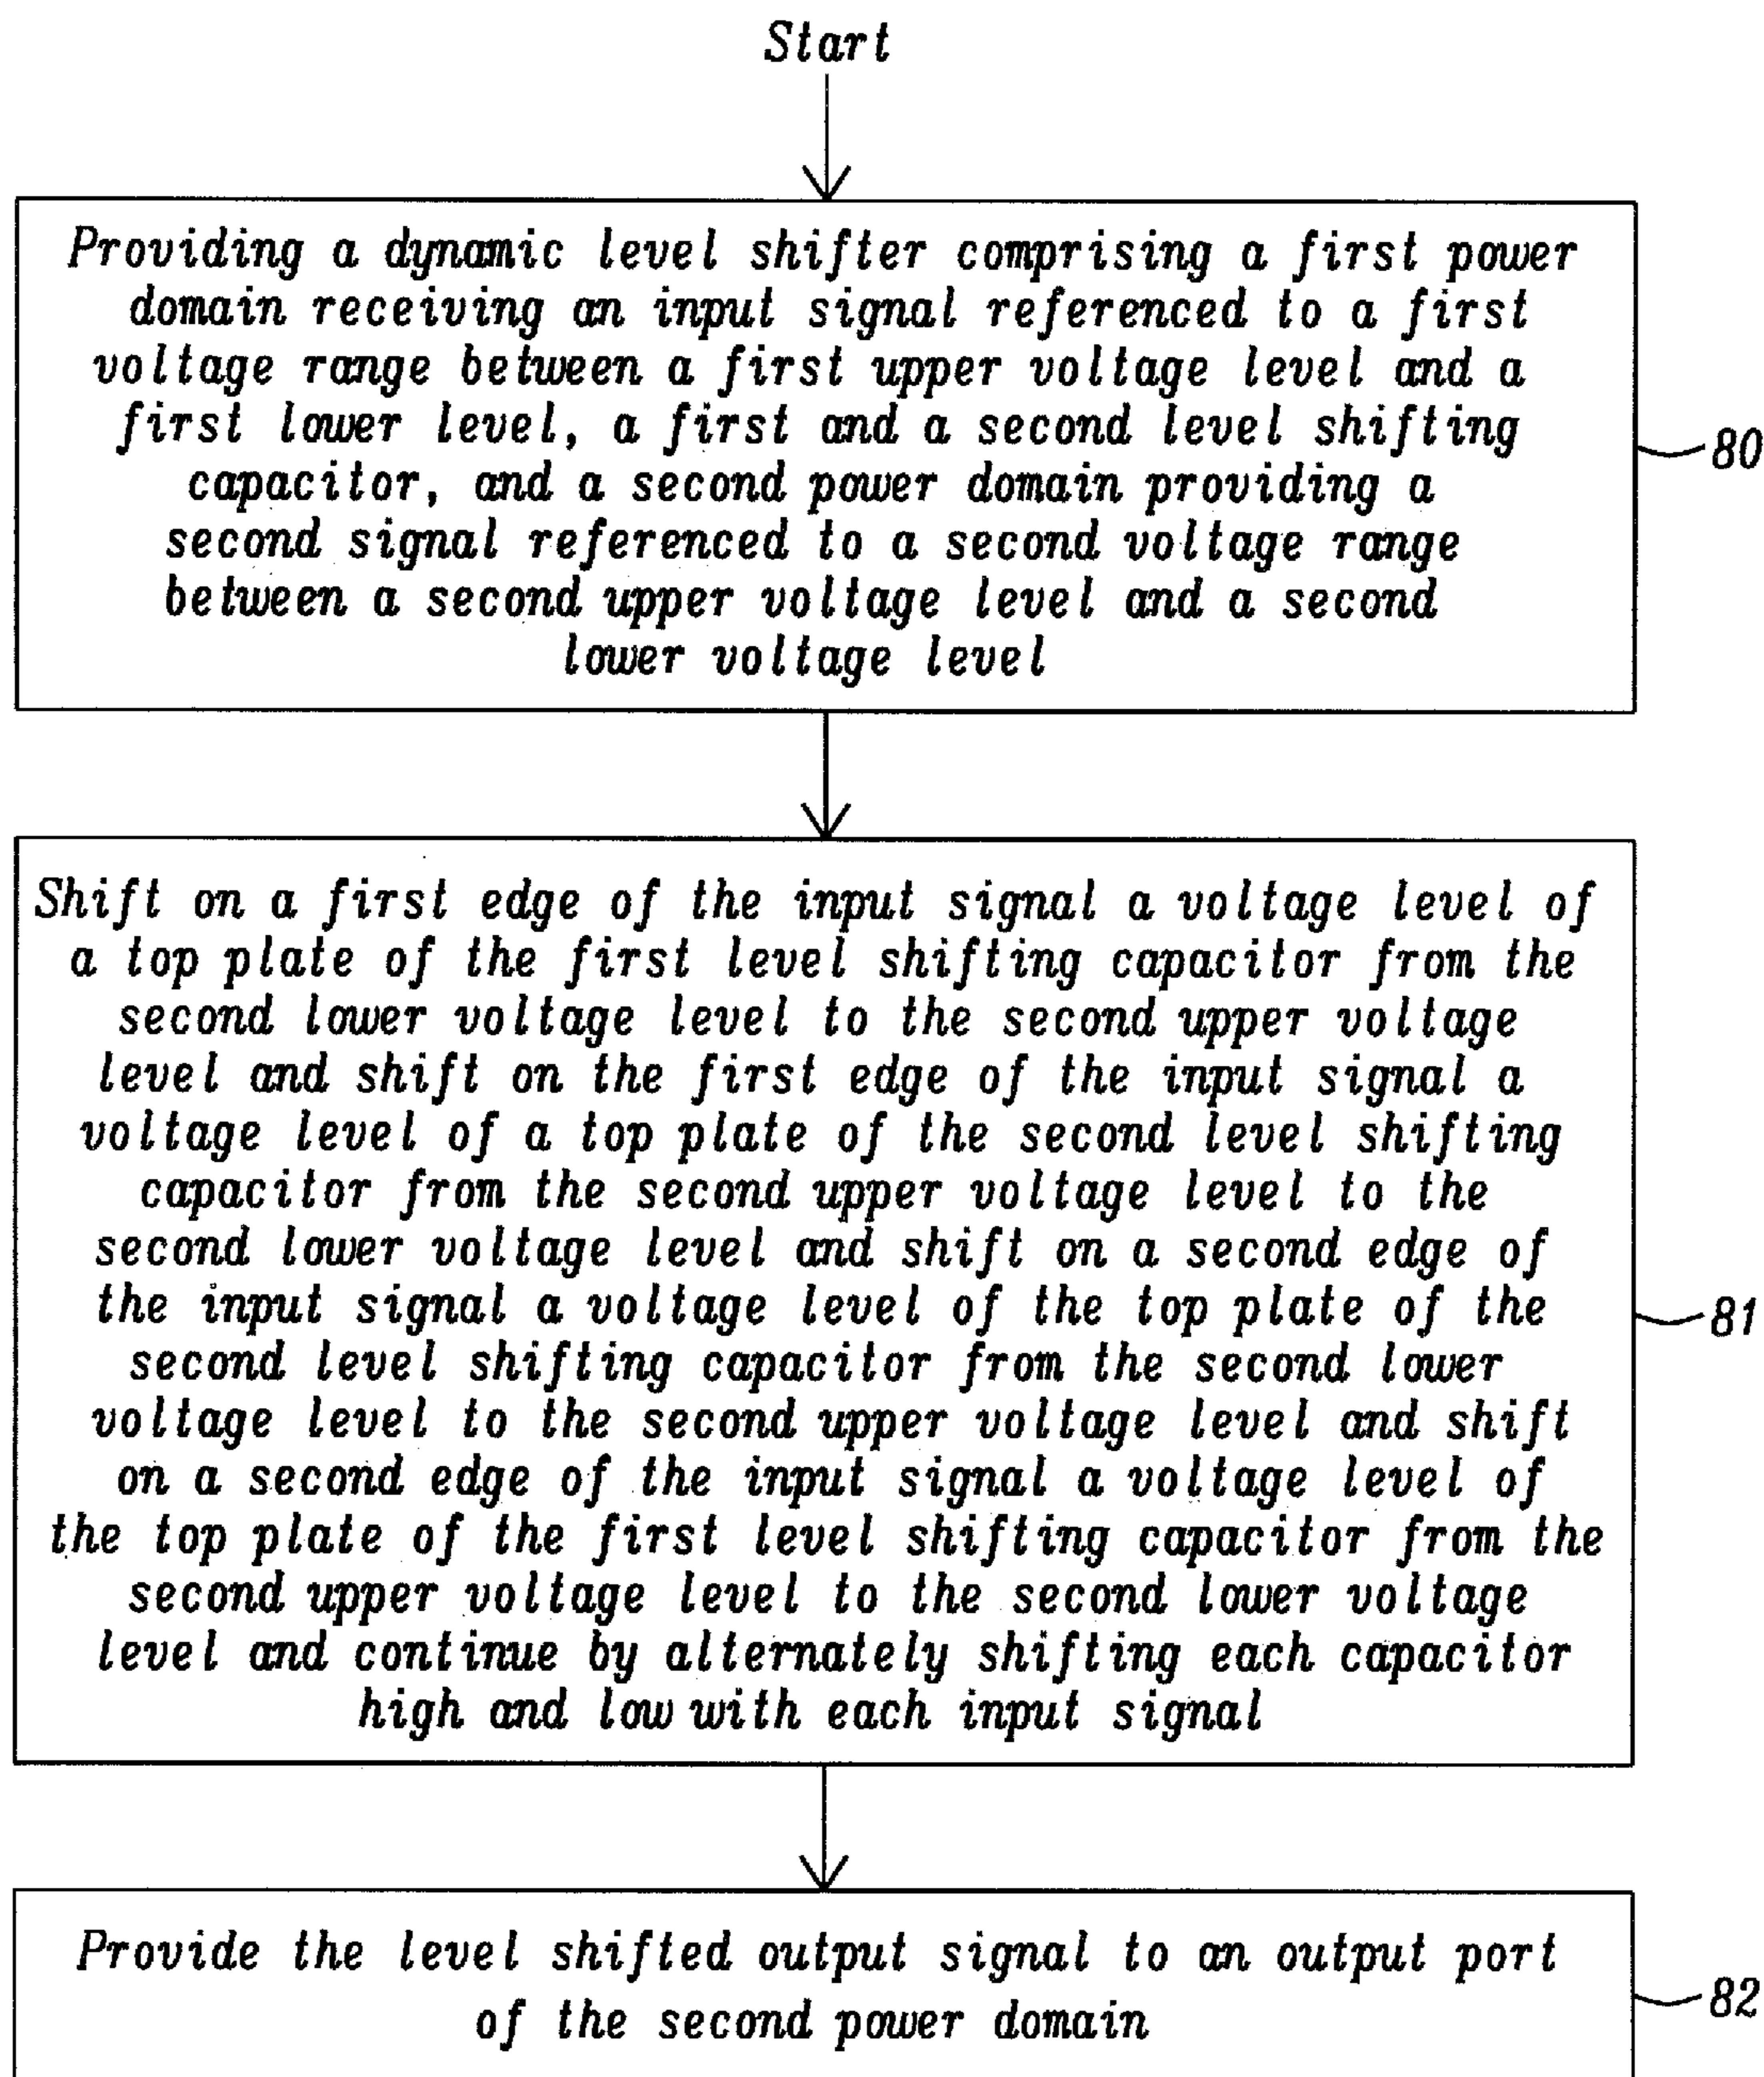 Start
Providing a dynamic level shifter comprising a first power
domain receiving an input signal referenced to a first
voltage range between a first upper voltage level and a
first lower level, a first and a second level shifting
capacitor, and a second power domain providing a
second signal referenced to a second voltage range
between a second upper voltage level and a second
lower voltage level
80
Shift on a first edge of the input signal a voltage level of
a top plate of the first level shifting capacitor from the
second lower voltage level to the second upper voltage
level and shift on the first edge of the input signal a
voltage level of a top plate of the second level shifting
capacitor from the second upper voltage level to the
second lower voltage level and shift on a second edge of
the input signal a voltage level of the top plate of the
second level shifting capacitor from the second lower
voltage level to the second upper voltage level and shift
on a second edge of the input signal a voltage level of
the top plate of the first level shifting capacitor from the
second upper voltage level to the second lower voltage
level and continue by alternately shifting each capacitor
high and low with each input signal
81
Provide the level shifted output signal to an output port
of the second power domain
82